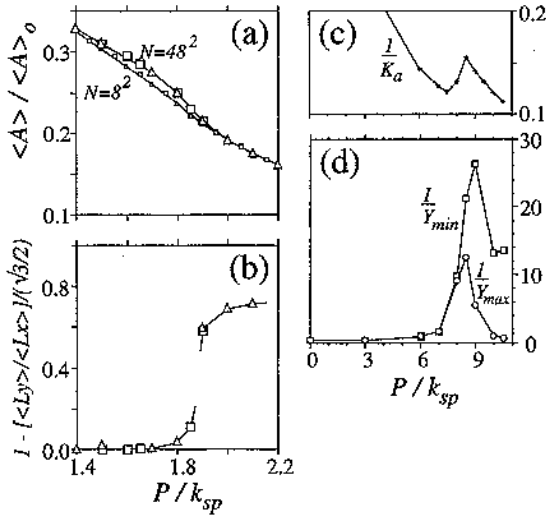 (a)
<A> / <A>o
0.3
0.2
0.1
N=48²
N=8²
(b)
1 - [<Ly>/<Lx>]/(√3/2)
0.8
0.4
0.0
1.4
1.8
2.2
P / ksp
(c)
1/Ka
0.2
0.1
(d)
1/Ymin
1/Ymax
30
20
10
0
0
3
6
9
P / ksp